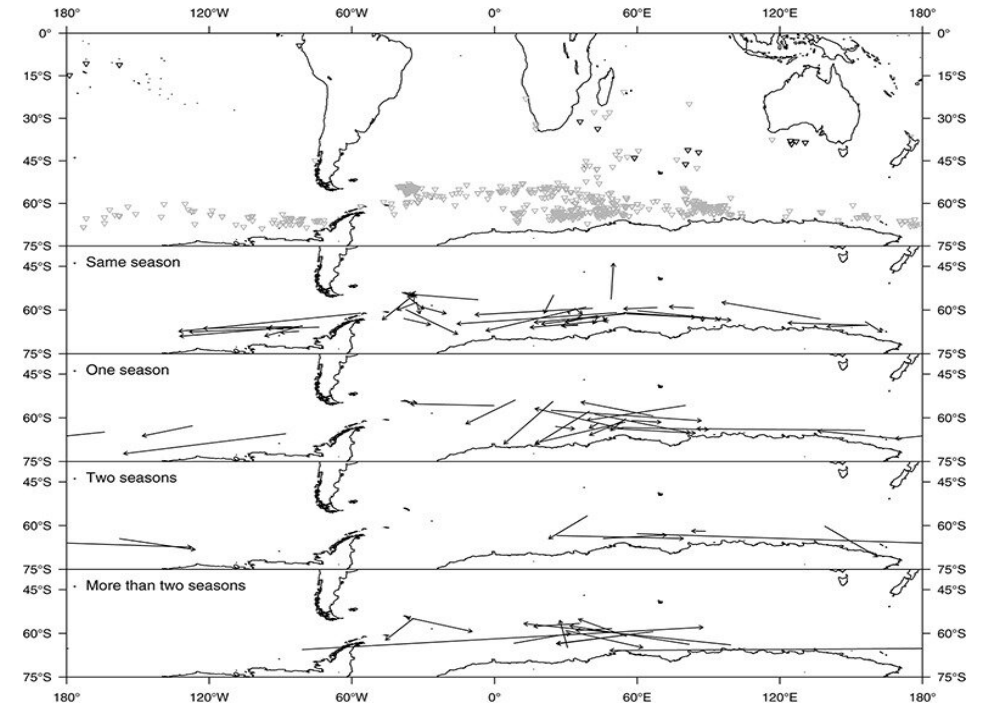 180° 120°W 60°W 0° 60°E 120°E 180°
0° 0°
15°S 15°S
30°S 30°S
45°S 45°S
60°S 60°S
75°S 75°S
Same season
45°S 45°S
60°S 60°S
75°S 75°S
One season
45°S 45°S
60°S 60°S
75°S 75°S
Two seasons
45°S 45°S
60°S 60°S
75°S 75°S
More than two seasons
45°S 45°S
60°S 60°S
75°S 75°S
180° 120°W 60°W 0° 60°E 120°E 180°